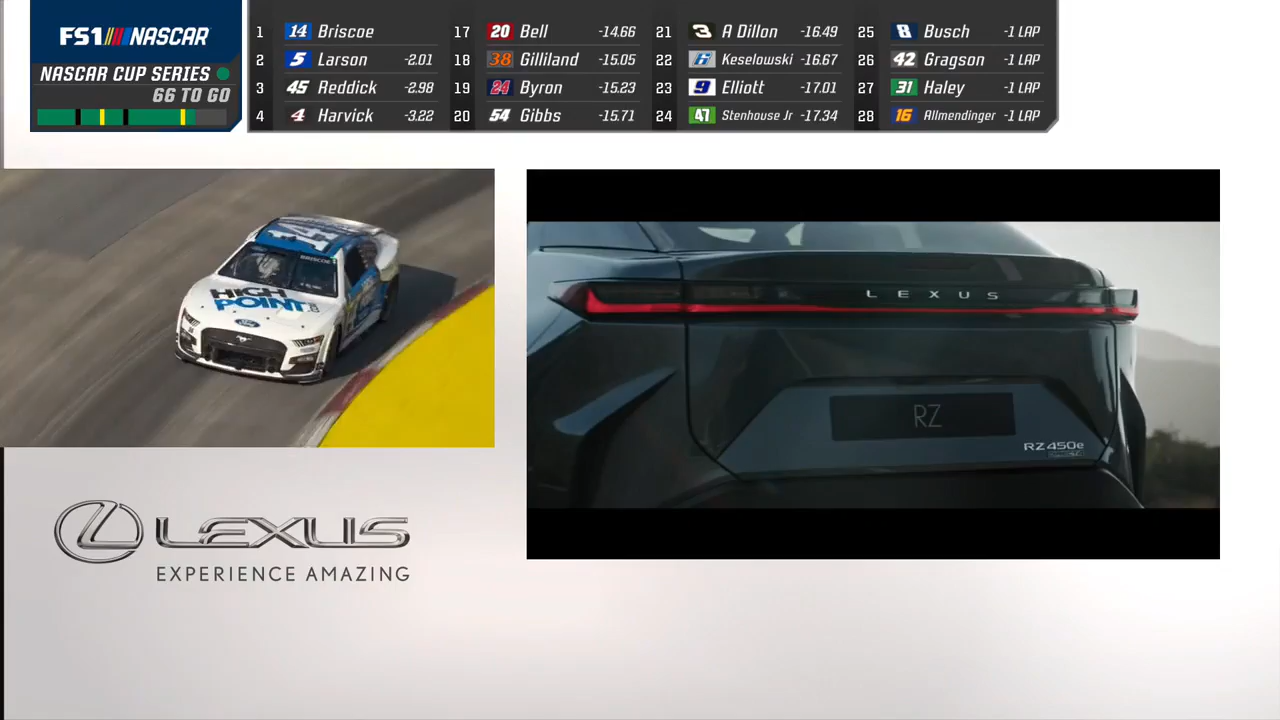 FS1 NASCAR
NASCAR CUP SERIES
66 TO GO
1 14 Briscoe
2 5 Larson -2.01
3 45 Reddick -2.98
4 4 Harvick -3.22
17 20 Bell -14.66
18 38 Gilliland -15.05
19 24 Byron -15.23
20 54 Gibbs -15.71
21 3 A Dillon -16.49
22 6 Keselowski -16.67
23 9 Elliott -17.01
24 47 Stenhouse Jr -17.34
25 8 Busch -1 LAP
26 42 Gragson -1 LAP
27 31 Haley -1 LAP
28 16 Allmendinger -1 LAP
14
BRISCOE
HIGH
POINT
Ford
LEXUS
RZ
RZ450e
LEXUS
EXPERIENCE AMAZING